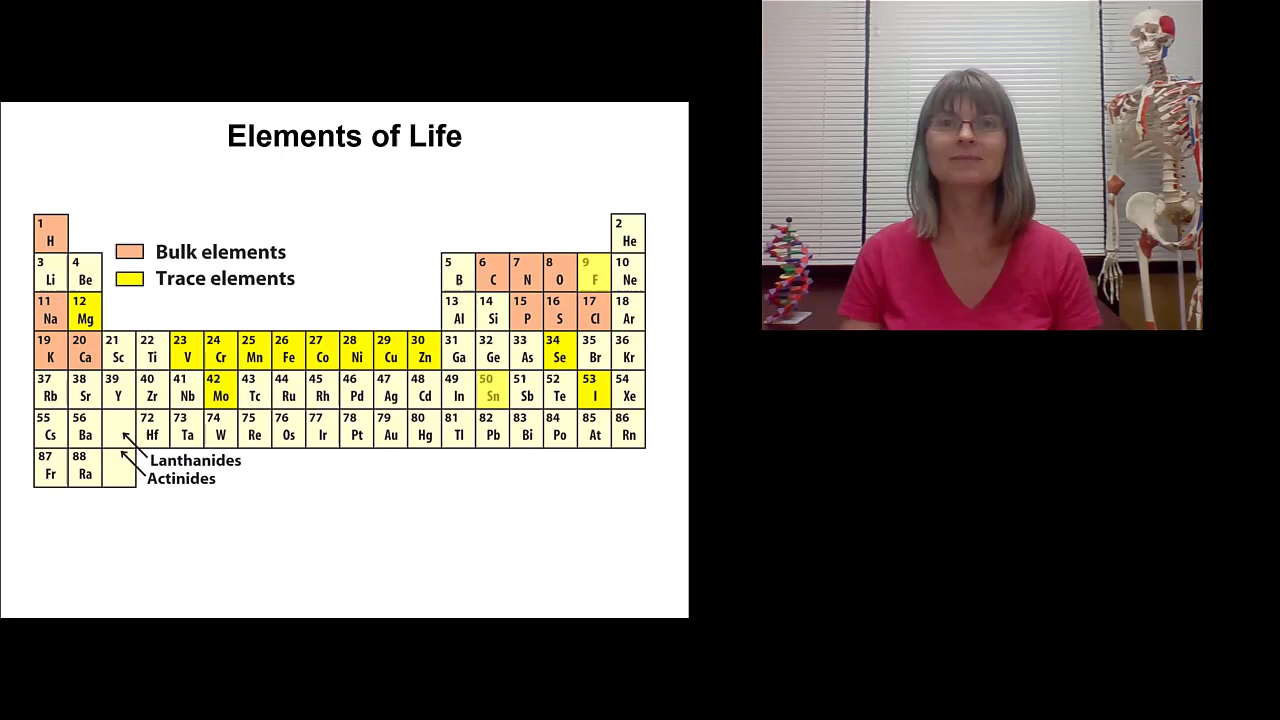 Elements of Life
1 H
2 He
Bulk elements
Trace elements
3 Li 4 Be 5 B 6 C 7 N 8 O 9 F 10 Ne
11 Na 12 Mg 13 Al 14 Si 15 P 16 S 17 Cl 18 Ar
19 K 20 Ca 21 Sc 22 Ti 23 V 24 Cr 25 Mn 26 Fe 27 Co 28 Ni 29 Cu 30 Zn 31 Ga 32 Ge 33 As 34 Se 35 Br 36 Kr
37 Rb 38 Sr 39 Y 40 Zr 41 Nb 42 Mo 43 Tc 44 Ru 45 Rh 46 Pd 47 Ag 48 Cd 49 In 50 Sn 51 Sb 52 Te 53 I 54 Xe
55 Cs 56 Ba 72 Hf 73 Ta 74 W 75 Re 76 Os 77 Ir 78 Pt 79 Au 80 Hg 81 Tl 82 Pb 83 Bi 84 Po 85 At 86 Rn
87 Fr 88 Ra
Lanthanides
Actinides